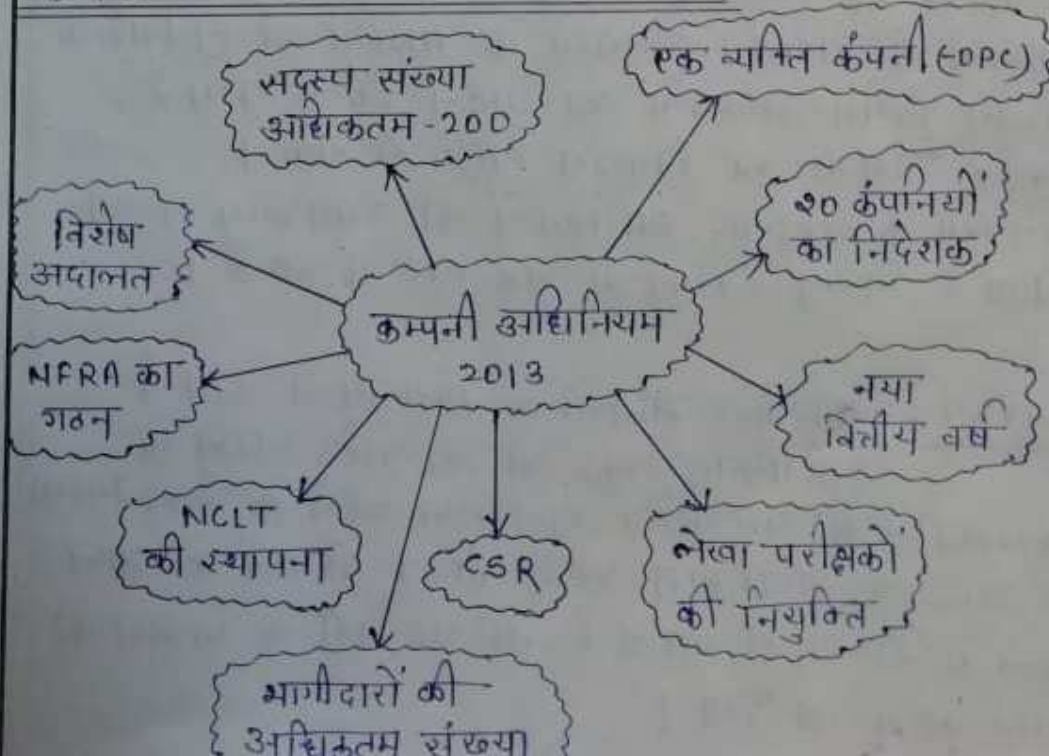 सदस्य संख्या
अधिकतम - 200
एक व्यक्ति कंपनी (OPC)
विशेष
अदालत
20 कंपनियों
का निदेशक
कम्पनी अधिनियम
2013
NFRA का
गठन
नया
वित्तीय वर्ष
NCLT
की स्थापना
CSR
लेखा परीक्षकों
की नियुक्ति
भागीदारों की
अधिकतम संख्या